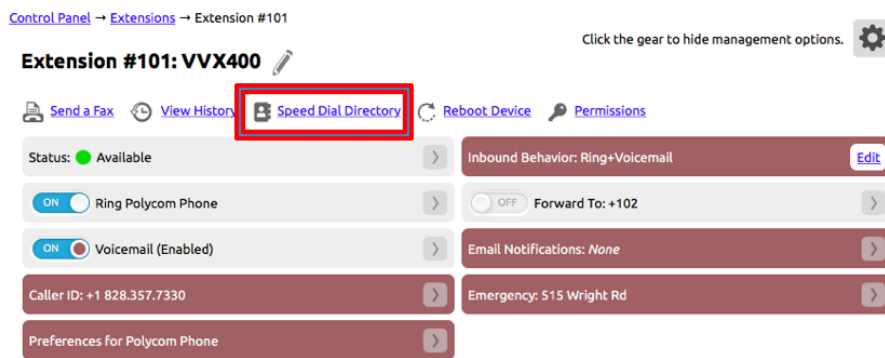 Control Panel → Extensions → Extension #101
Click the gear to hide management options.
Extension #101: VVX400
Send a Fax View History Speed Dial Directory Reboot Device Permissions
Status: Available
Inbound Behavior: Ring+Voicemail Edit
ON Ring Polycom Phone
OFF Forward To: +102
ON Voicemail (Enabled)
Email Notifications: None
Caller ID: +1 828.357.7330
Emergency: 515 Wright Rd
Preferences for Polycom Phone